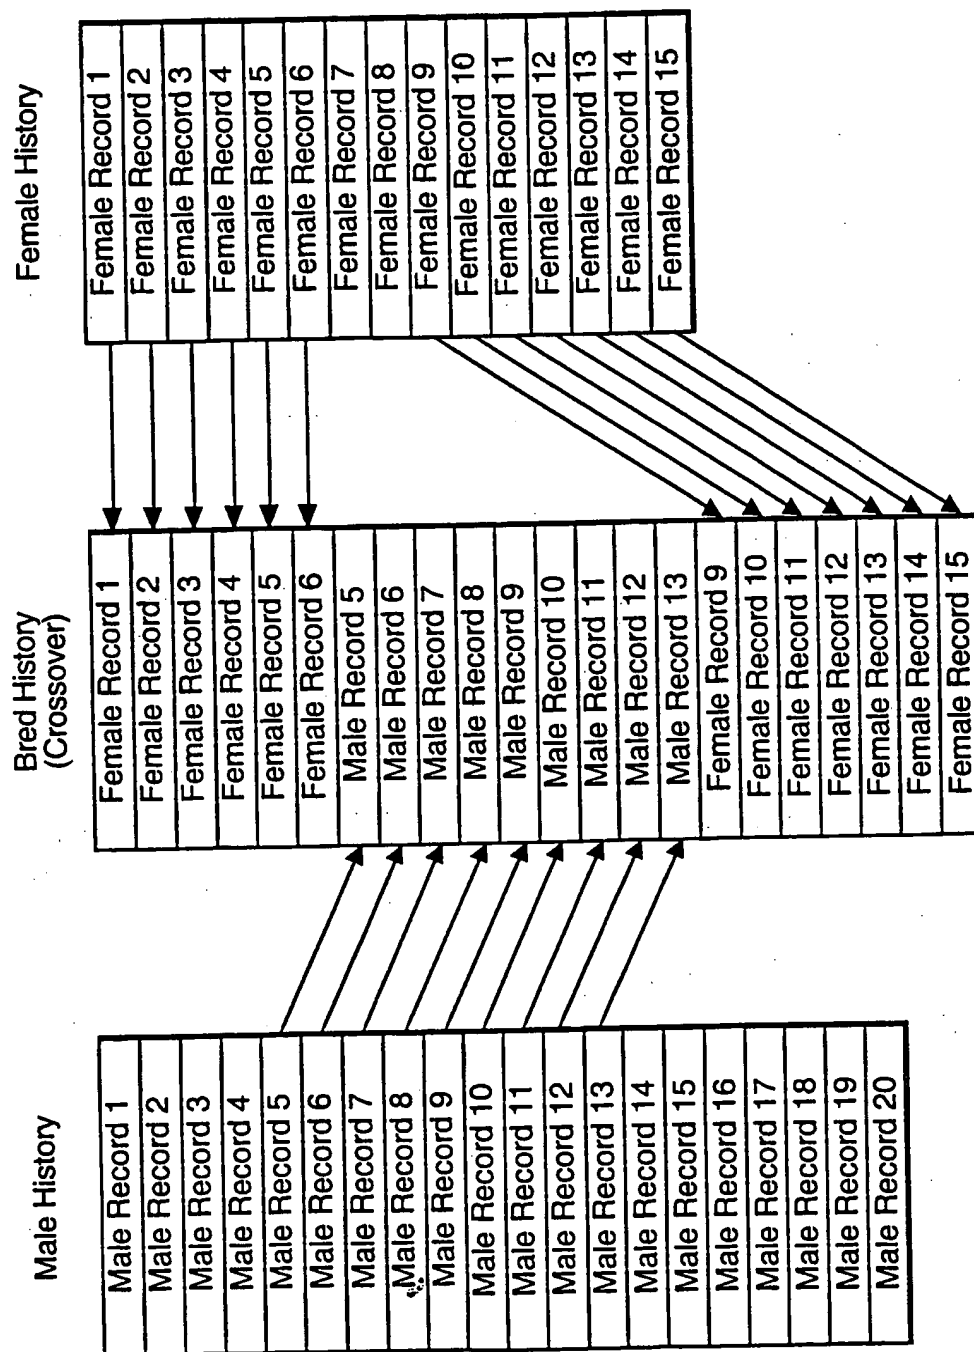 Male History
Male Record 1
Male Record 2
Male Record 3
Male Record 4
Male Record 5
Male Record 6
Male Record 7
Male Record 8
Male Record 9
Male Record 10
Male Record 11
Male Record 12
Male Record 13
Male Record 14
Male Record 15
Male Record 16
Male Record 17
Male Record 18
Male Record 19
Male Record 20
Bred History
(Crossover)
Female Record 1
Female Record 2
Female Record 3
Female Record 4
Female Record 5
Female Record 6
Male Record 5
Male Record 6
Male Record 7
Male Record 8
Male Record 9
Male Record 10
Male Record 11
Male Record 12
Male Record 13
Female Record 9
Female Record 10
Female Record 11
Female Record 12
Female Record 13
Female Record 14
Female Record 15
Female History
Female Record 1
Female Record 2
Female Record 3
Female Record 4
Female Record 5
Female Record 6
Female Record 7
Female Record 8
Female Record 9
Female Record 10
Female Record 11
Female Record 12
Female Record 13
Female Record 14
Female Record 15